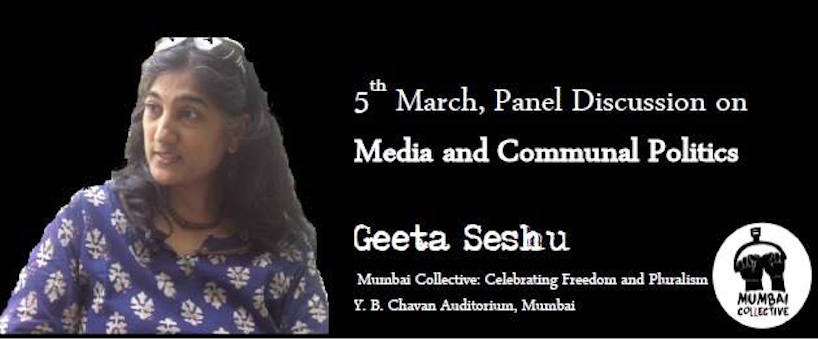 5th March, Panel Discussion on
Media and Communal Politics
Geeta Seshu
Mumbai Collective: Celebrating Freedom and Pluralism
Y. B. Chavan Auditorium, Mumbai
MUMBAI
COLLECTIVE